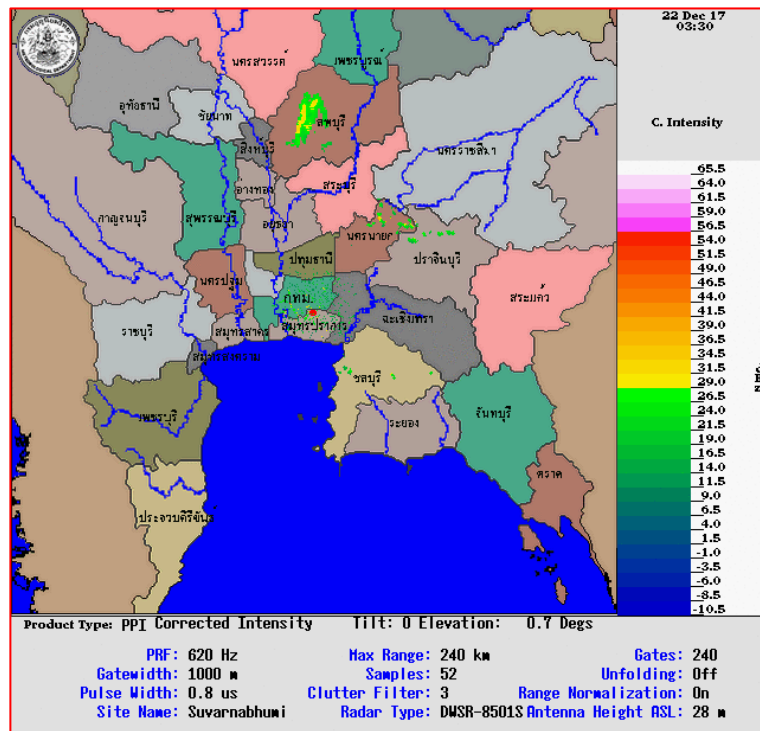 22 Dec 17
03:30
C. Intensity
65.5
64.0
61.5
59.0
56.5
54.0
51.5
49.0
46.5
44.0
41.5
39.0
36.5
34.0
31.5
29.0
26.5
24.0
21.5
19.0
16.5
14.0
11.5
9.0
6.5
4.0
1.5
-1.0
-3.5
-6.0
-8.5
-10.5
นครสวรรค์
เพชรบูรณ์
อุทัยธานี
ชัยนาท
ลพบุรี
สิงห์บุรี
นครราชสีมา
สระบุรี
อ่างทอง
กาญจนบุรี
สุพรรณบุรี
อยุธยา
นครนายก
ปราจีนบุรี
ปทุมธานี
นครปฐม
กทม.
สระแก้ว
ราชบุรี
สมุทรสาคร
สมุทรปราการ
ฉะเชิงเทรา
สมุทรสงคราม
ชลบุรี
เพชรบุรี
ระยอง
จันทบุรี
ตราด
ประจวบคีรีขันธ์
Product Type: PPI Corrected Intensity Tilt: 0 Elevation: 0.7 Degs
PRF: 620 Hz Max Range: 240 km Gates: 240
Gatewidth: 1000 m Samples: 52 Unfolding: Off
Pulse Width: 0.8 us Clutter Filter: 3 Range Normalization: On
Site Name: Suvarnabhumi Radar Type: DWSR-8501S Antenna Height ASL: 28 m